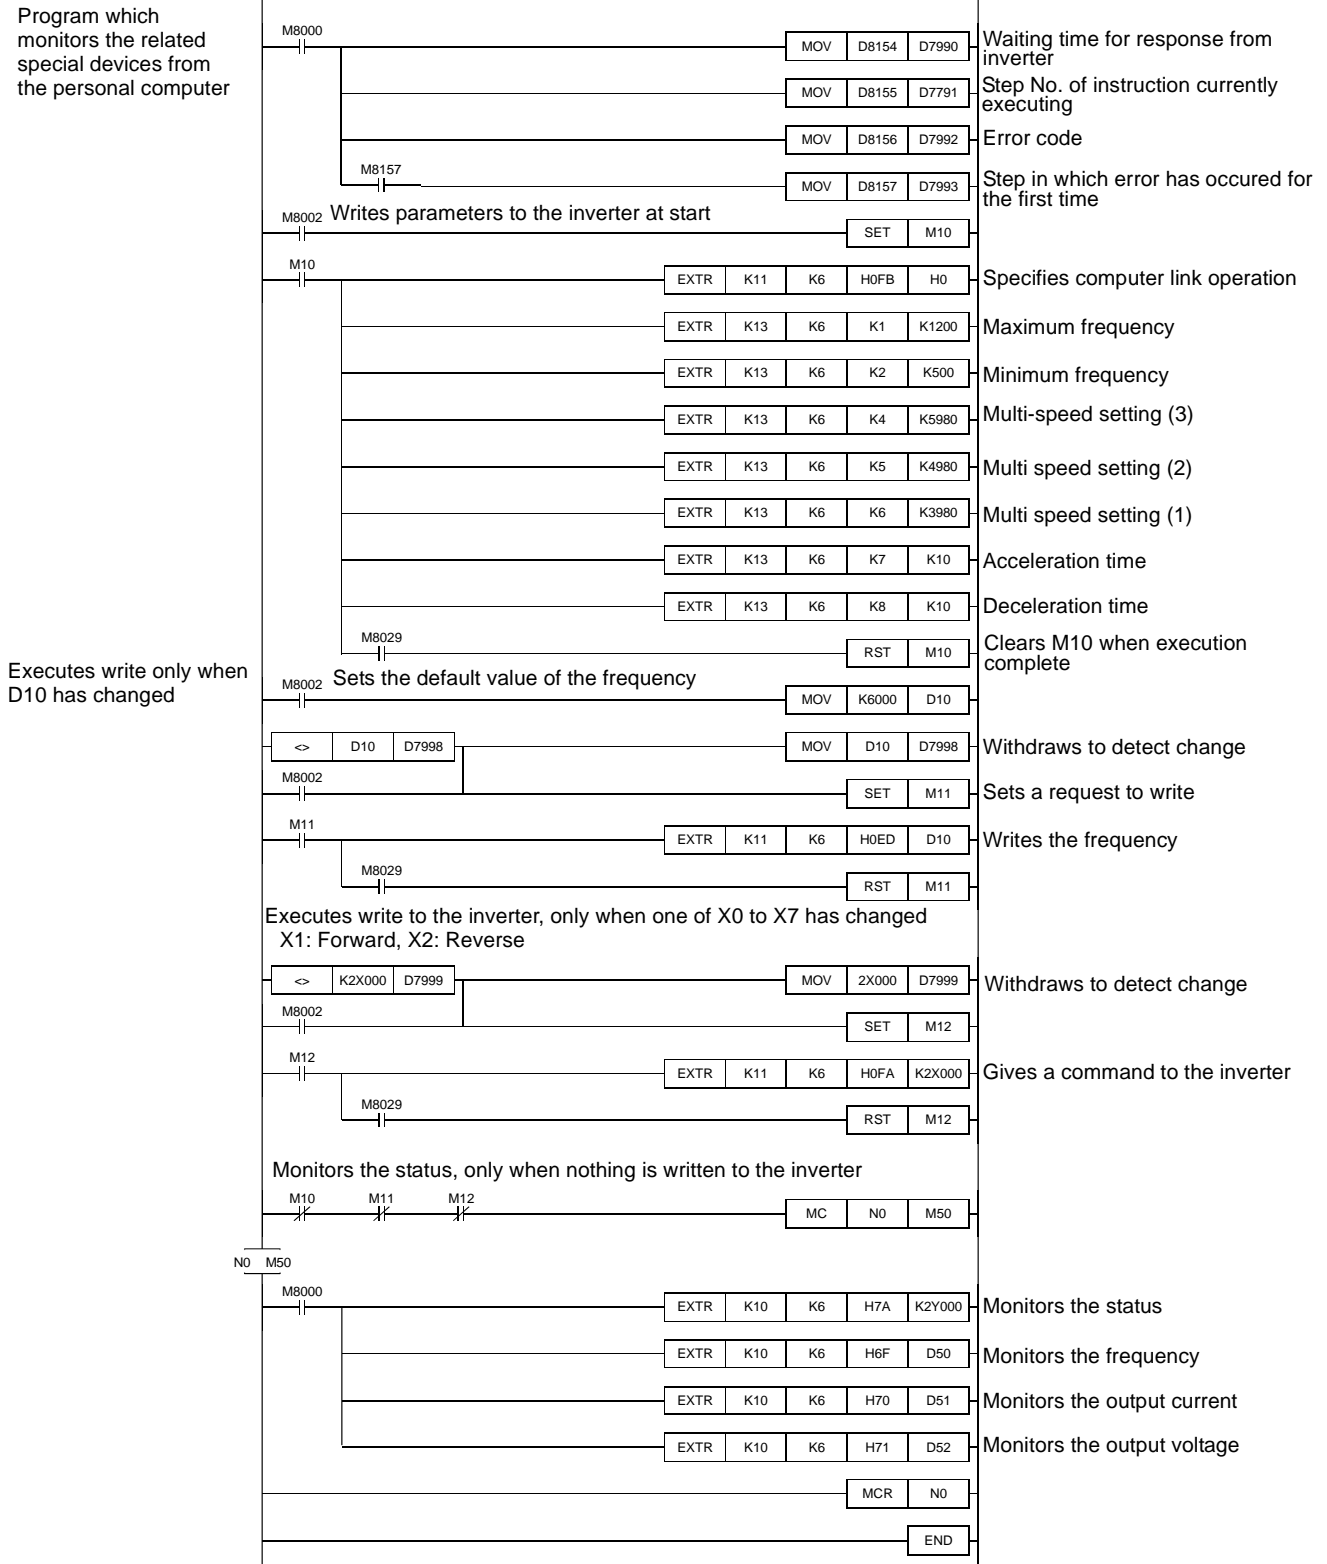 Program which
monitors the related
special devices from
the personal computer
M8000
MOV D8154 D7990 Waiting time for response from
inverter
MOV D8155 D7791 Step No. of instruction currently
executing
MOV D8156 D7992 Error code
M8157
MOV D8157 D7993 Step in which error has occured for
the first time
M8002 Writes parameters to the inverter at start
SET M10
M10
EXTR K11 K6 H0FB H0 Specifies computer link operation
EXTR K13 K6 K1 K1200 Maximum frequency
EXTR K13 K6 K2 K500 Minimum frequency
EXTR K13 K6 K4 K5980 Multi-speed setting (3)
EXTR K13 K6 K5 K4980 Multi speed setting (2)
EXTR K13 K6 K6 K3980 Multi speed setting (1)
EXTR K13 K6 K7 K10 Acceleration time
EXTR K13 K6 K8 K10 Deceleration time
M8029
RST M10 Clears M10 when execution
complete
Executes write only when
D10 has changed
M8002 Sets the default value of the frequency
MOV K6000 D10
<> D10 D7998 MOV D10 D7998 Withdraws to detect change
M8002
SET M11 Sets a request to write
M11
EXTR K11 K6 H0ED D10 Writes the frequency
M8029
RST M11
Executes write to the inverter, only when one of X0 to X7 has changed
X1: Forward, X2: Reverse
<> K2X000 D7999 MOV 2X000 D7999 Withdraws to detect change
M8002
SET M12
M12
EXTR K11 K6 H0FA K2X000 Gives a command to the inverter
M8029
RST M12
Monitors the status, only when nothing is written to the inverter
M10 M11 M12
MC N0 M50
N0 M50
M8000
EXTR K10 K6 H7A K2Y000 Monitors the status
EXTR K10 K6 H6F D50 Monitors the frequency
EXTR K10 K6 H70 D51 Monitors the output current
EXTR K10 K6 H71 D52 Monitors the output voltage
MCR N0
END